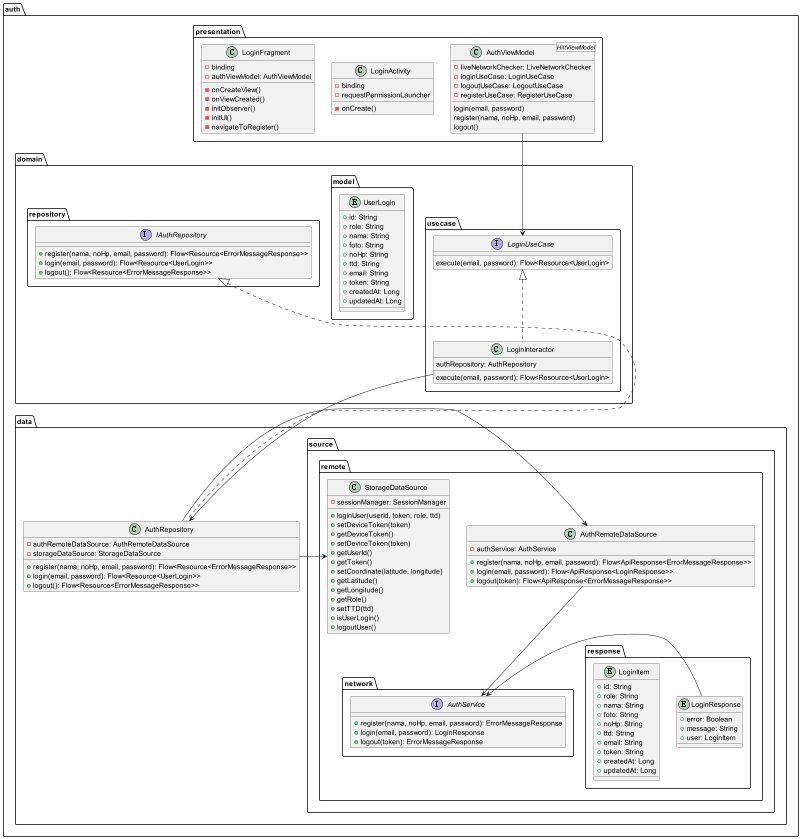 auth
presentation
C LoginFragment
binding
authViewModel: AuthViewModel
onCreateView()
onViewCreated()
initObserver()
initUI()
navigateToRegister()
C LoginActivity
binding
requestPermissionLauncher
onCreate()
C AuthViewModel
HiltViewModel
liveNetworkChecker: LiveNetworkChecker
loginUseCase: LoginUseCase
logoutUseCase: LogoutUseCase
registerUseCase: RegisterUseCase
login(email, password)
register(nama, noHp, email, password)
logout()
domain
repository
I IAuthRepository
register(nama, noHp, email, password): Flow<Resource<ErrorMessageResponse>>
login(email, password): Flow<Resource<UserLogin>>
logout(): Flow<Resource<ErrorMessageResponse>>
model
E UserLogin
id: String
role: String
nama: String
foto: String
noHp: String
ttd: String
email: String
token: String
createdAt: Long
updatedAt: Long
usecase
I LoginUseCase
execute(email, password): Flow<Resource<UserLogin>
C LoginInteractor
authRepository: AuthRepository
execute(email, password): Flow<Resource<UserLogin>
data
C AuthRepository
authRemoteDataSource: AuthRemoteDataSource
storageDataSource: StorageDataSource
register(nama, noHp, email, password): Flow<Resource<ErrorMessageResponse>>
login(email, password): Flow<Resource<UserLogin>>
logout(): Flow<Resource<ErrorMessageResponse>>
source
remote
C StorageDataSource
sessionManager: SessionManager
loginUser(userId, token, role, ttd)
setDeviceToken(token)
getDeviceToken()
setDeviceToken(token)
getUserId()
getToken()
setCoordinate(latitude, longitude)
getLatitude()
getLongitude()
getRole()
setTTD(ttd)
isUserLogin()
logoutUser()
C AuthRemoteDataSource
authService: AuthService
register(nama, noHp, email, password): Flow<ApiResponse<ErrorMessageResponse>>
login(email, password): Flow<ApiResponse<LoginResponse>>
logout(token): Flow<ApiResponse<ErrorMessageResponse>>
network
I AuthService
register(nama, noHp, email, password): ErrorMessageResponse
login(email, password): LoginResponse
logout(token): ErrorMessageResponse
response
E LoginItem
id: String
role: String
nama: String
foto: String
noHp: String
ttd: String
email: String
token: String
createdAt: Long
updatedAt: Long
E LoginResponse
error: Boolean
message: String
user: LoginItem